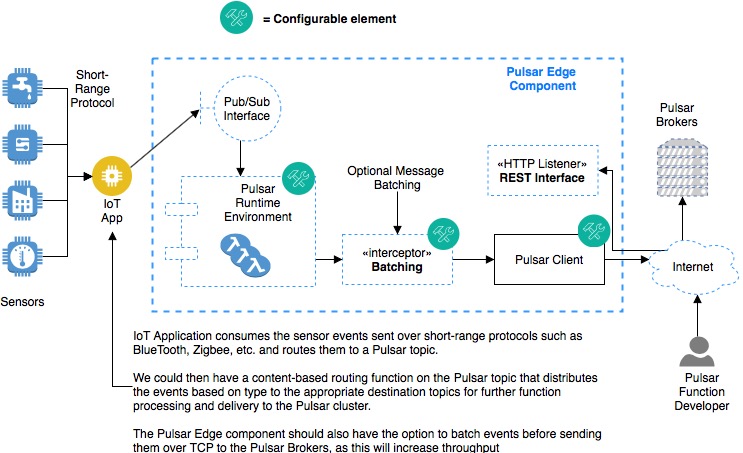 = Configurable element
Short-
Range
Protocol
Pulsar Edge
Component
Pub/Sub
Interface
Pulsar
Brokers
Optional Message
Batching
«HTTP Listener»
REST Interface
IoT
App
Pulsar
Runtime
Environment
«interceptor»
Batching
Pulsar Client
Internet
Sensors
IoT Application consumes the sensor events sent over short-range protocols such as
BlueTooth, Zigbee, etc. and routes them to a Pulsar topic.
We could then have a content-based routing function on the Pulsar topic that distributes
the events based on type to the appropriate destination topics for further function
processing and delivery to the Pulsar cluster.
The Pulsar Edge component should also have the option to batch events before sending
them over TCP to the Pulsar Brokers, as this will increase throughput
Pulsar
Function
Developer